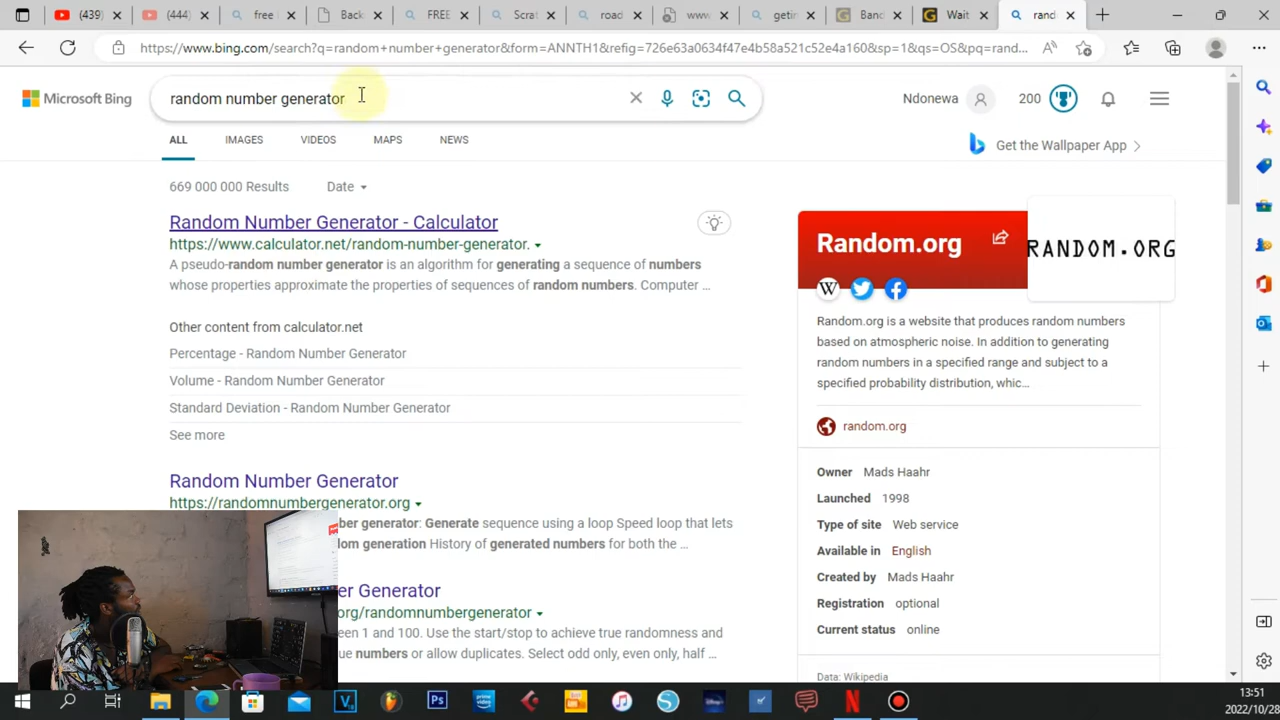 (439)
(444)
free
Back
FREE
Scrat
road
www
getin
Banc
Wait
rand
https://www.bing.com/search?q=random+number+generator&form=ANNTH1&refig=726e63a0634f47e4b58a521c52e4a160&sp=1&qs=OS&pq=rand...
Microsoft Bing
random number generator
Ndonewa
200
ALL
IMAGES
VIDEOS
MAPS
NEWS
Get the Wallpaper App
669 000 000 Results
Date
Random Number Generator - Calculator
https://www.calculator.net/random-number-generator.
A pseudo-random number generator is an algorithm for generating a sequence of numbers
whose properties approximate the properties of sequences of random numbers. Computer ...
Other content from calculator.net
Percentage - Random Number Generator
Volume - Random Number Generator
Standard Deviation - Random Number Generator
See more
Random Number Generator
https://randomnumbergenerator.org
ber generator: Generate sequence using a loop Speed loop that lets
dom generation History of generated numbers for both the ...
er Generator
org/randomnumbergenerator
een 1 and 100. Use the start/stop to achieve true randomness and
ue numbers or allow duplicates. Select odd only, even only, half ...
Random.org
RANDOM.ORG
W
Random.org is a website that produces random numbers
based on atmospheric noise. In addition to generating
random numbers in a specified range and subject to a
specified probability distribution, whic...
random.org
Owner Mads Haahr
Launched 1998
Type of site Web service
Available in English
Created by Mads Haahr
Registration optional
Current status online
Data: Wikipedia
13:51
2022/10/28